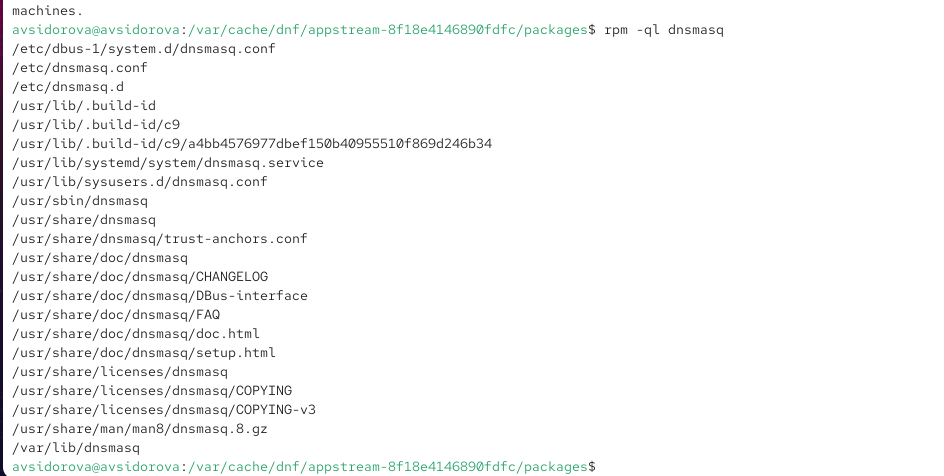 machines.
avsidorova@avsidorova:/var/cache/dnf/appstream-8f18e4146890fdfc/packages$ rpm -ql dnsmasq
/etc/dbus-1/system.d/dnsmasq.conf
/etc/dnsmasq.conf
/etc/dnsmasq.d
/usr/lib/.build-id
/usr/lib/.build-id/c9
/usr/lib/.build-id/c9/a4bb4576977dbef150b40955510f869d246b34
/usr/lib/systemd/system/dnsmasq.service
/usr/lib/sysusers.d/dnsmasq.conf
/usr/sbin/dnsmasq
/usr/share/dnsmasq
/usr/share/dnsmasq/trust-anchors.conf
/usr/share/doc/dnsmasq
/usr/share/doc/dnsmasq/CHANGELOG
/usr/share/doc/dnsmasq/DBus-interface
/usr/share/doc/dnsmasq/FAQ
/usr/share/doc/dnsmasq/doc.html
/usr/share/doc/dnsmasq/setup.html
/usr/share/licenses/dnsmasq
/usr/share/licenses/dnsmasq/COPYING
/usr/share/licenses/dnsmasq/COPYING-v3
/usr/share/man/man8/dnsmasq.8.gz
/var/lib/dnsmasq
avsidorova@avsidorova:/var/cache/dnf/appstream-8f18e4146890fdfc/packages$